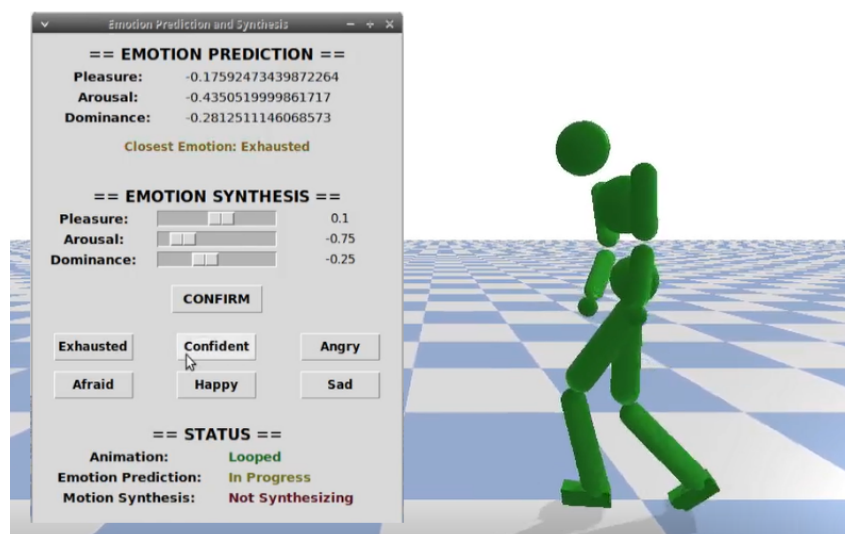 Emotion Prediction and Synthesis
== EMOTION PREDICTION ==
Pleasure: -0.17592473439872264
Arousal: -0.4350519999861717
Dominance: -0.2812511146068573
Closest Emotion: Exhausted
== EMOTION SYNTHESIS ==
Pleasure: 0.1
Arousal: -0.75
Dominance: -0.25
CONFIRM
Exhausted Confident Angry
Afraid Happy Sad
== STATUS ==
Animation: Looped
Emotion Prediction: In Progress
Motion Synthesis: Not Synthesizing